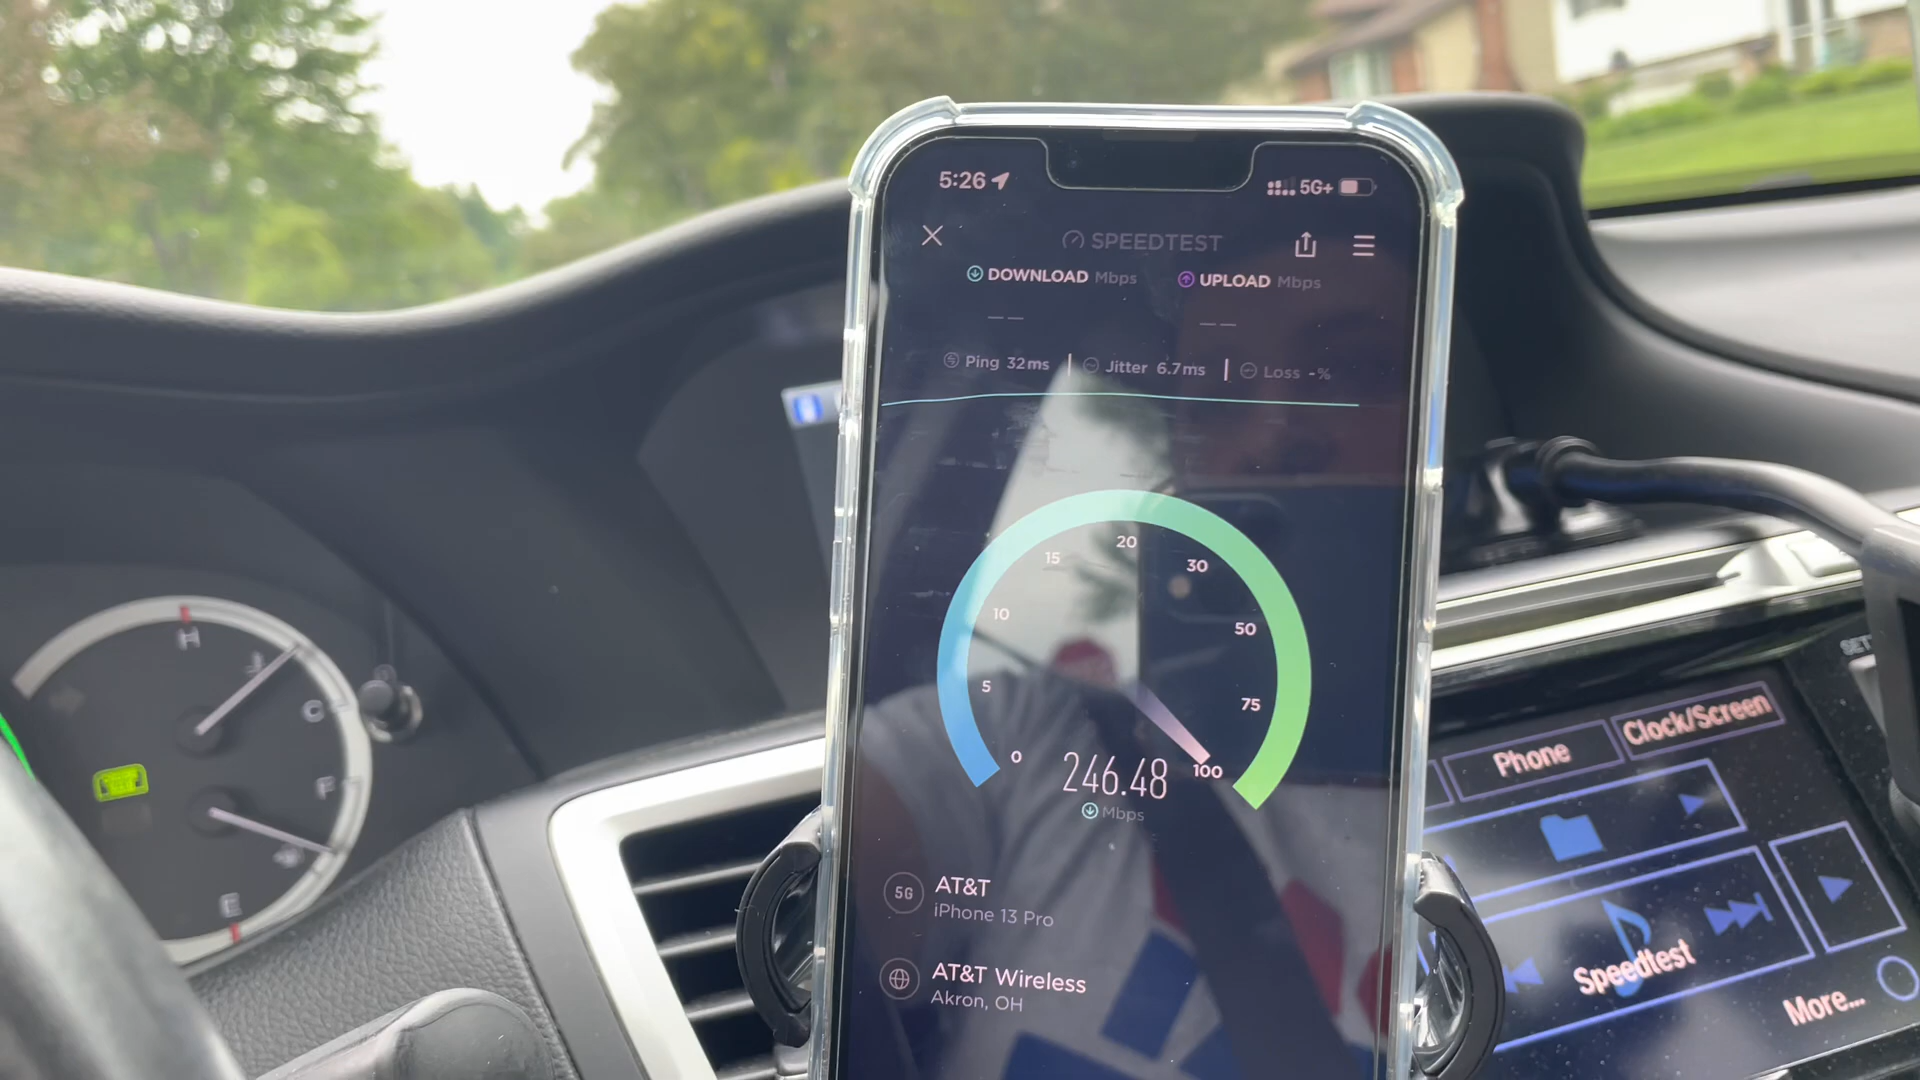 5:26
5G+
SPEEDTEST
DOWNLOAD Mbps
UPLOAD Mbps
— —
— —
Ping 32ms
Jitter 6.7ms
Loss -%
0
5
10
15
20
30
50
75
100
246.48
Mbps
5G
AT&T
iPhone 13 Pro
AT&T Wireless
Akron, OH
H
C
F
E
Phone
Clock/Screen
Speedtest
More...